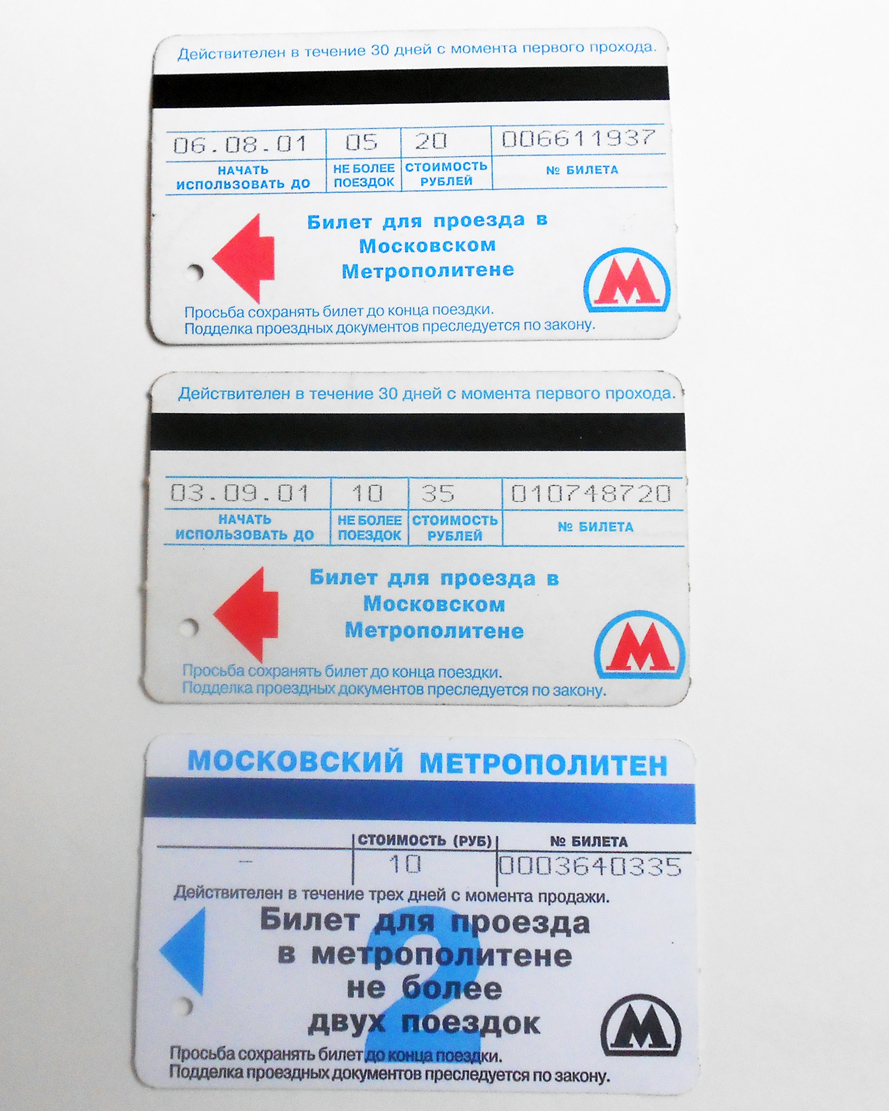 Действителен в течение 30 дней с момента первого прохода.
06.08.01 05 20 006611937
НАЧАТЬ ИСПОЛЬЗОВАТЬ ДО НЕ БОЛЕЕ ПОЕЗДОК СТОИМОСТЬ РУБЛЕЙ № БИЛЕТА
Билет для проезда в
Московском
Метрополитене
М
Просьба сохранять билет до конца поездки.
Подделка проездных документов преследуется по закону.
Действителен в течение 30 дней с момента первого прохода.
03.09.01 10 35 010748720
НАЧАТЬ ИСПОЛЬЗОВАТЬ ДО НЕ БОЛЕЕ ПОЕЗДОК СТОИМОСТЬ РУБЛЕЙ № БИЛЕТА
Билет для проезда в
Московском
Метрополитене
М
Просьба сохранять билет до конца поездки.
Подделка проездных документов преследуется по закону.
МОСКОВСКИЙ МЕТРОПОЛИТЕН
СТОИМОСТЬ (РУБ) № БИЛЕТА
– 10 0003640335
Действителен в течение трех дней с момента продажи.
2
Билет для проезда
в метрополитене
не более
двух поездок
М
Просьба сохранять билет до конца поездки.
Подделка проездных документов преследуется по закону.